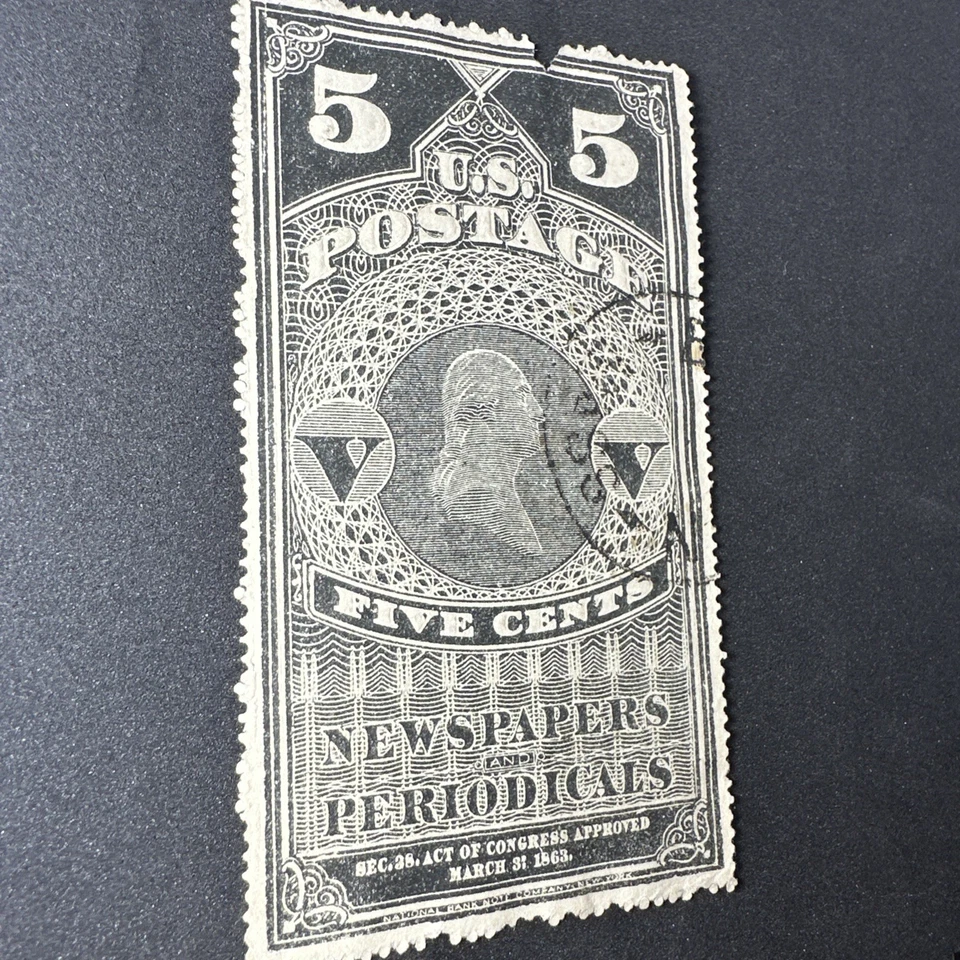 5 5
U.S.
POSTAGE
V V
FIVE CENTS
NEWSPAPERS
AND
PERIODICALS
SEC. 38. ACT OF CONGRESS APPROVED
MARCH 3? 1863.
NATIONAL BANK NOTE COMPANY, NEW YORK.